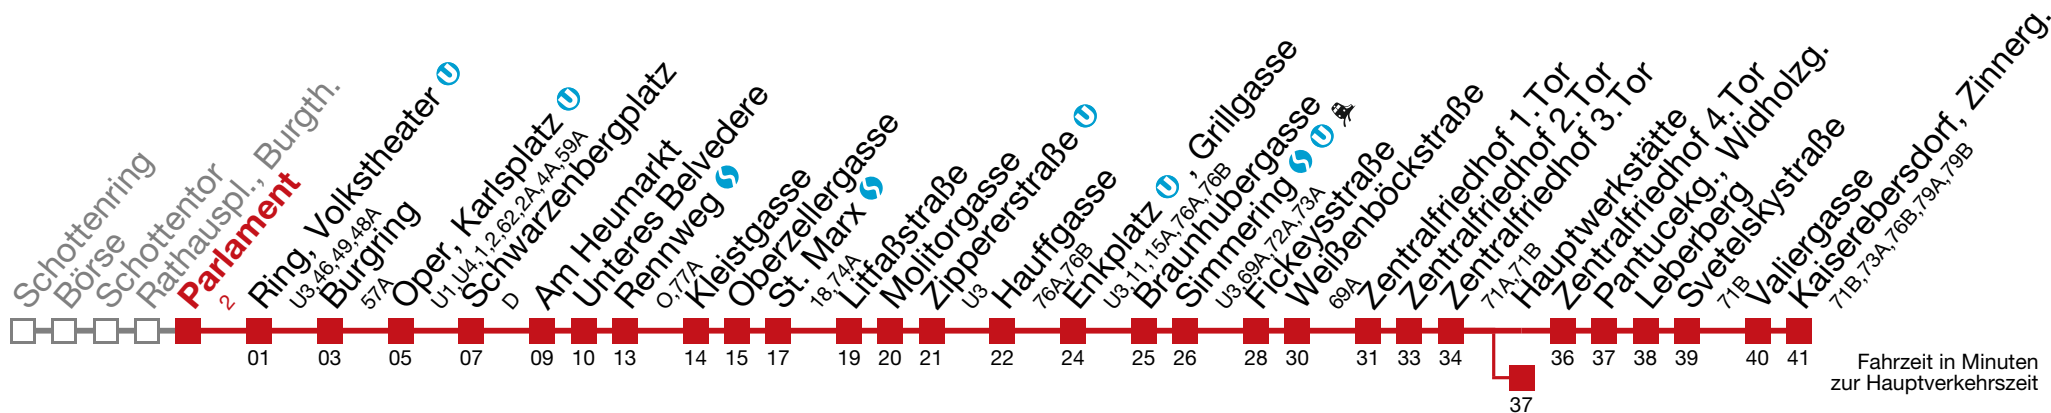 Schottenring
Börse
Schottentor
Rathauspl., Burgth.
Parlament
2
Ring, Volkstheater
U3,46,49,48A
Burgring
57A
Oper, Karlsplatz
U1,U4,1,2,62,2A,4A,59A
Schwarzenbergplatz
D
Am Heumarkt
Unteres Belvedere
Rennweg
O,77A
Kleistgasse
Oberzellergasse
St. Marx
18,74A
Litfaßstraße
Molitorgasse
Zippererstraße
U3
Hauffgasse
76A,76B
Enkplatz , Grillgasse
U3,11,15A,76A,76B
Braunhubergasse
Simmering
U3,69A,72A,73A
Fickeysstraße
Weißenböckstraße
69A
Zentralfriedhof 1. Tor
Zentralfriedhof 2. Tor
Zentralfriedhof 3. Tor
71A,71B
Hauptwerkstätte
Zentralfriedhof 4. Tor
Pantucekg., Widholzg.
Leberberg
Svetelskystraße
71B
Valiergasse
Kaiserebersdorf, Zinnerg.
71B,73A,76B,79A,79B
01 03 05 07 09 10 13 14 15 17 19 20 21 22 24 25 26 28 30 31 33 34 36 37 38 39 40 41
37
Fahrzeit in Minuten
zur Hauptverkehrszeit